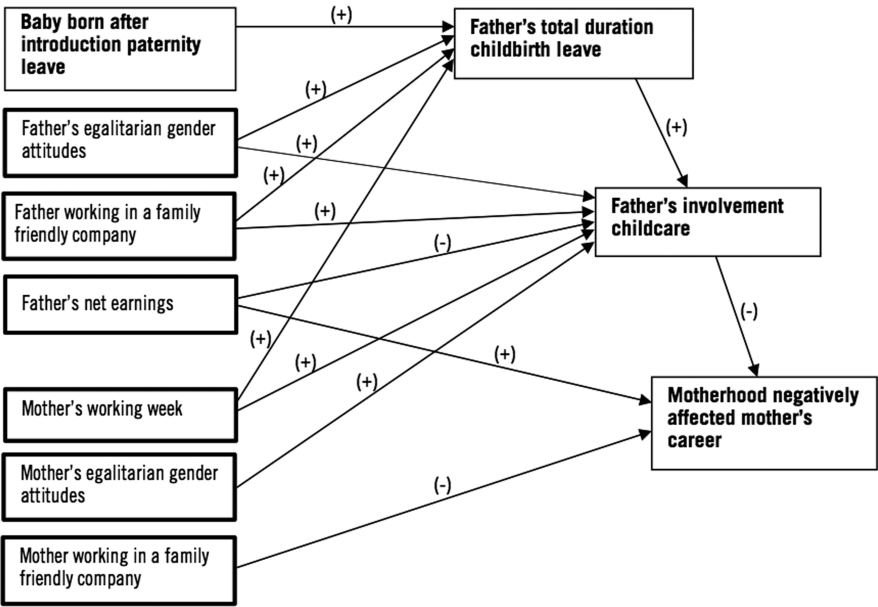 Baby born after
introduction paternity
leave
(+)
Father's total duration
childbirth leave
Father's egalitarian gender
attitudes
(+)
(+)
(+)
Father working in a family
friendly company
(+)
(+)
Father's involvement
childcare
Father's net earnings
(-)
(+)
(-)
Mother's working week
(+)
(+)
(+)
Motherhood negatively
affected mother's
career
Mother's egalitarian gender
attitudes
(-)
Mother working in a family
friendly company